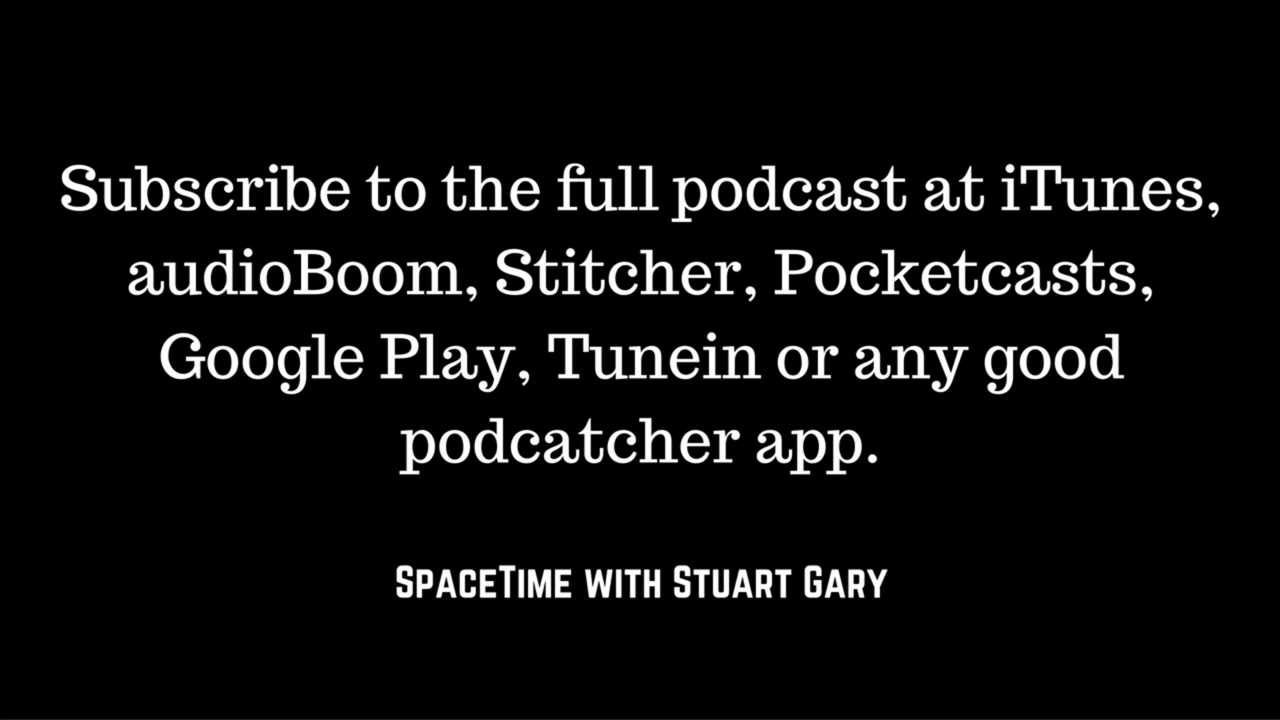 Subscribe to the full podcast at iTunes,
audioBoom, Stitcher, Pocketcasts,
Google Play, Tunein or any good
podcatcher app.
SpaceTime with Stuart Gary